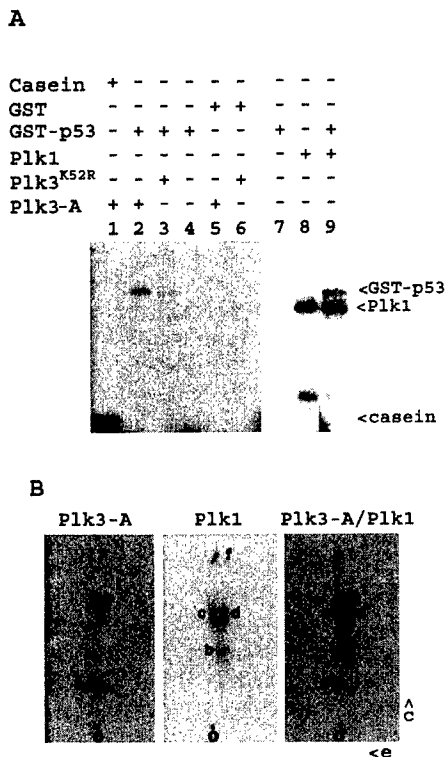 A
Casein + - - - - - - - -
GST - - - - + + - - -
GST-p53 - + + + - - + - +
Plk1 - - - - - - - + +
Plk3K52R - - + - - + - - -
Plk3-A + + - - + - - - -
1 2 3 4 5 6 7 8 9
<GST-p53
<Plk1
<casein
B
Plk3-A Plk1 Plk3-A/Plk1
f
c d
b
^
c
<e